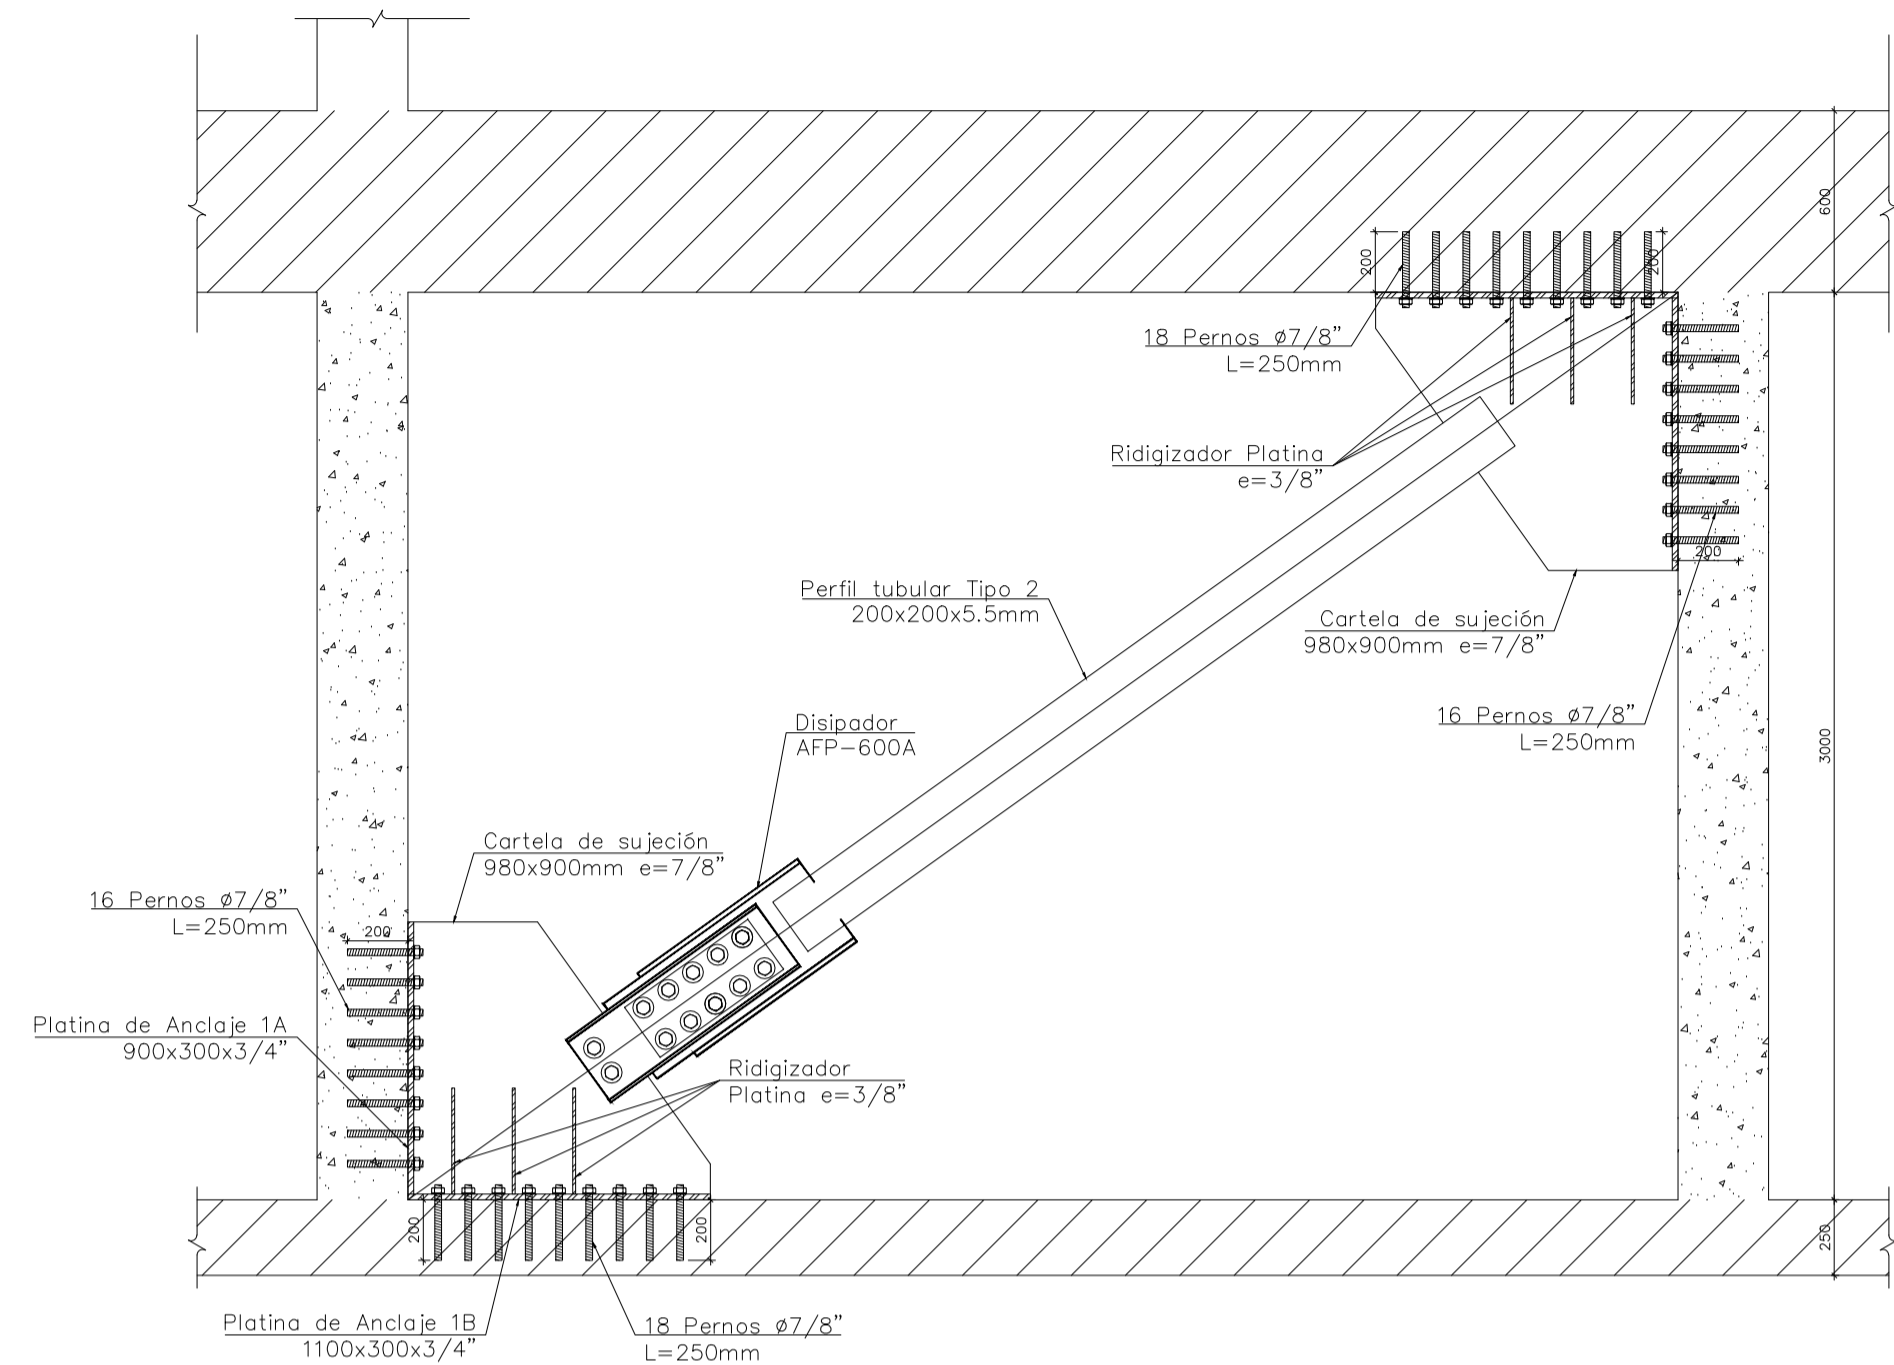 600
200
200
18 Pernos ø7/8”
L=250mm
Ridigizador Platina
e=3/8”
200
Perfil tubular Tipo 2
200x200x5.5mm
Cartela de sujeción
980x900mm e=7/8”
16 Pernos ø7/8”
L=250mm
3000
Disipador
AFP-600A
Cartela de sujeción
980x900mm e=7/8”
16 Pernos ø7/8”
L=250mm
200
Platina de Anclaje 1A
900x300x3/4”
Ridigizador
Platina e=3/8”
200
200
250
Platina de Anclaje 1B
1100x300x3/4”
18 Pernos ø7/8”
L=250mm